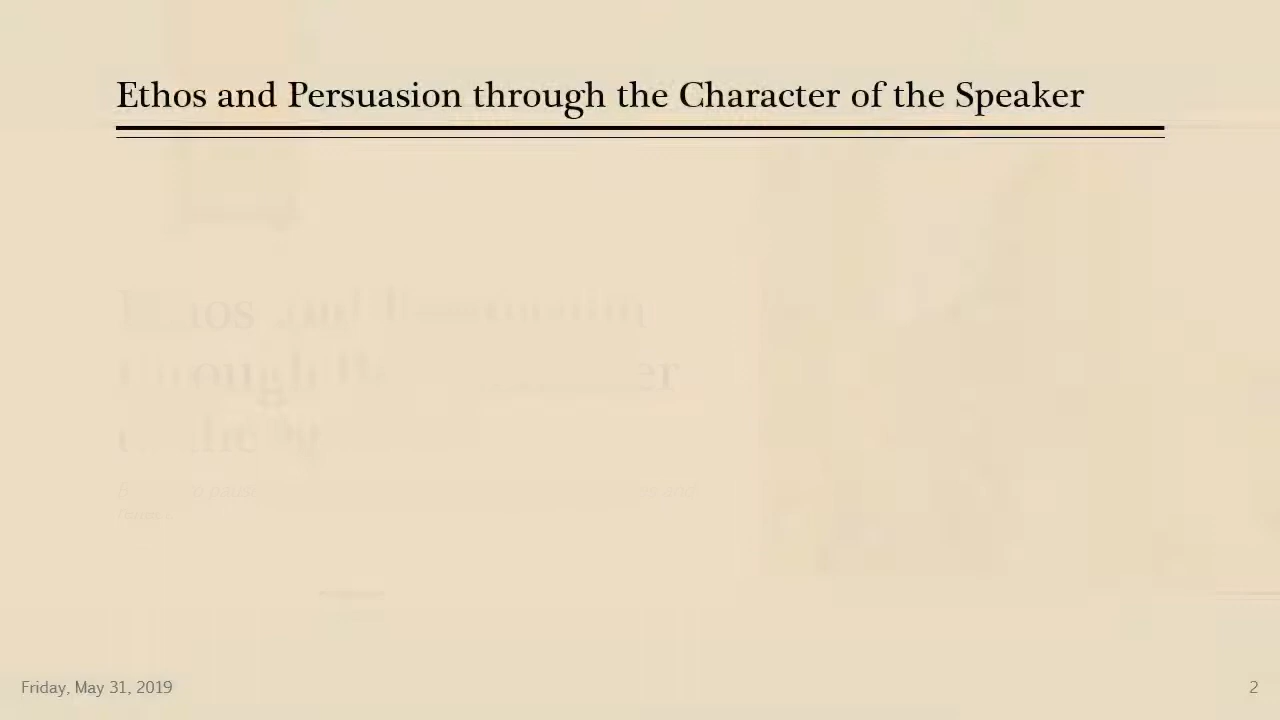 Ethos and Persuasion through the Character of the Speaker
Friday, May 31, 2019
2